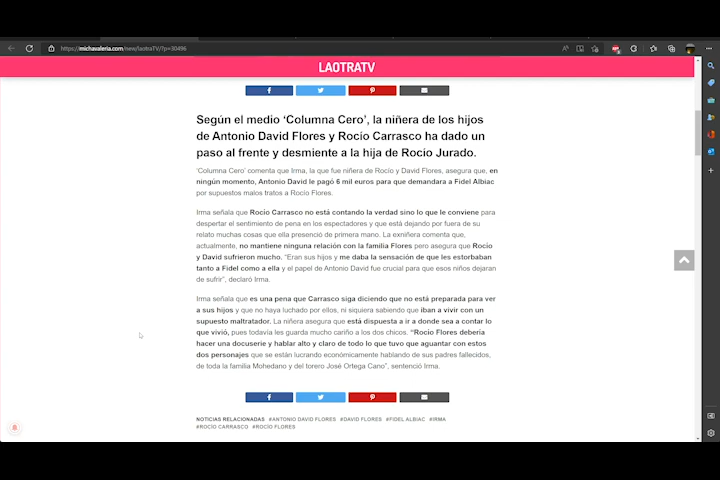 https://michavaleria.com/new/laotraTV/?p=30496
LAOTRATV
Según el medio ‘Columna Cero’, la niñera de los hijos
de Antonio David Flores y Rocío Carrasco ha dado un
paso al frente y desmiente a la hija de Rocío Jurado.
‘Columna Cero’ comenta que Irma, la que fue niñera de Rocío y David Flores, asegura que, en
ningún momento, Antonio David le pagó 6 mil euros para que demandara a Fidel Albiac
por supuestos malos tratos a Rocío Flores.
Irma señala que Rocío Carrasco no está contando la verdad sino lo que le conviene para
despertar el sentimiento de pena en los espectadores y que está dejando por fuera de su
relato muchas cosas que ella presenció de primera mano. La exniñera comenta que,
actualmente, no mantiene ninguna relación con la familia Flores pero asegura que Rocío
y David sufrieron mucho. “Eran sus hijos y me daba la sensación de que les estorbaban
tanto a Fidel como a ella y el papel de Antonio David fue crucial para que esos niños dejaran
de sufrir”, declaró Irma.
Irma señala que es una pena que Carrasco siga diciendo que no está preparada para ver
a sus hijos y que no haya luchado por ellos, ni siquiera sabiendo que iban a vivir con un
supuesto maltratador. La niñera asegura que está dispuesta a ir a donde sea a contar lo
que vivió, pues todavía les guarda mucho cariño a los dos chicos. “Rocío Flores debería
hacer una docuserie y hablar alto y claro de todo lo que tuvo que aguantar con estos
dos personajes que se están lucrando económicamente hablando de sus padres fallecidos,
de toda la familia Mohedano y del torero José Ortega Cano”, sentenció Irma.
NOTICIAS RELACIONADAS #ANTONIO DAVID FLORES #DAVID FLORES #FIDEL ALBIAC #IRMA
#ROCÍO CARRASCO #ROCÍO FLORES